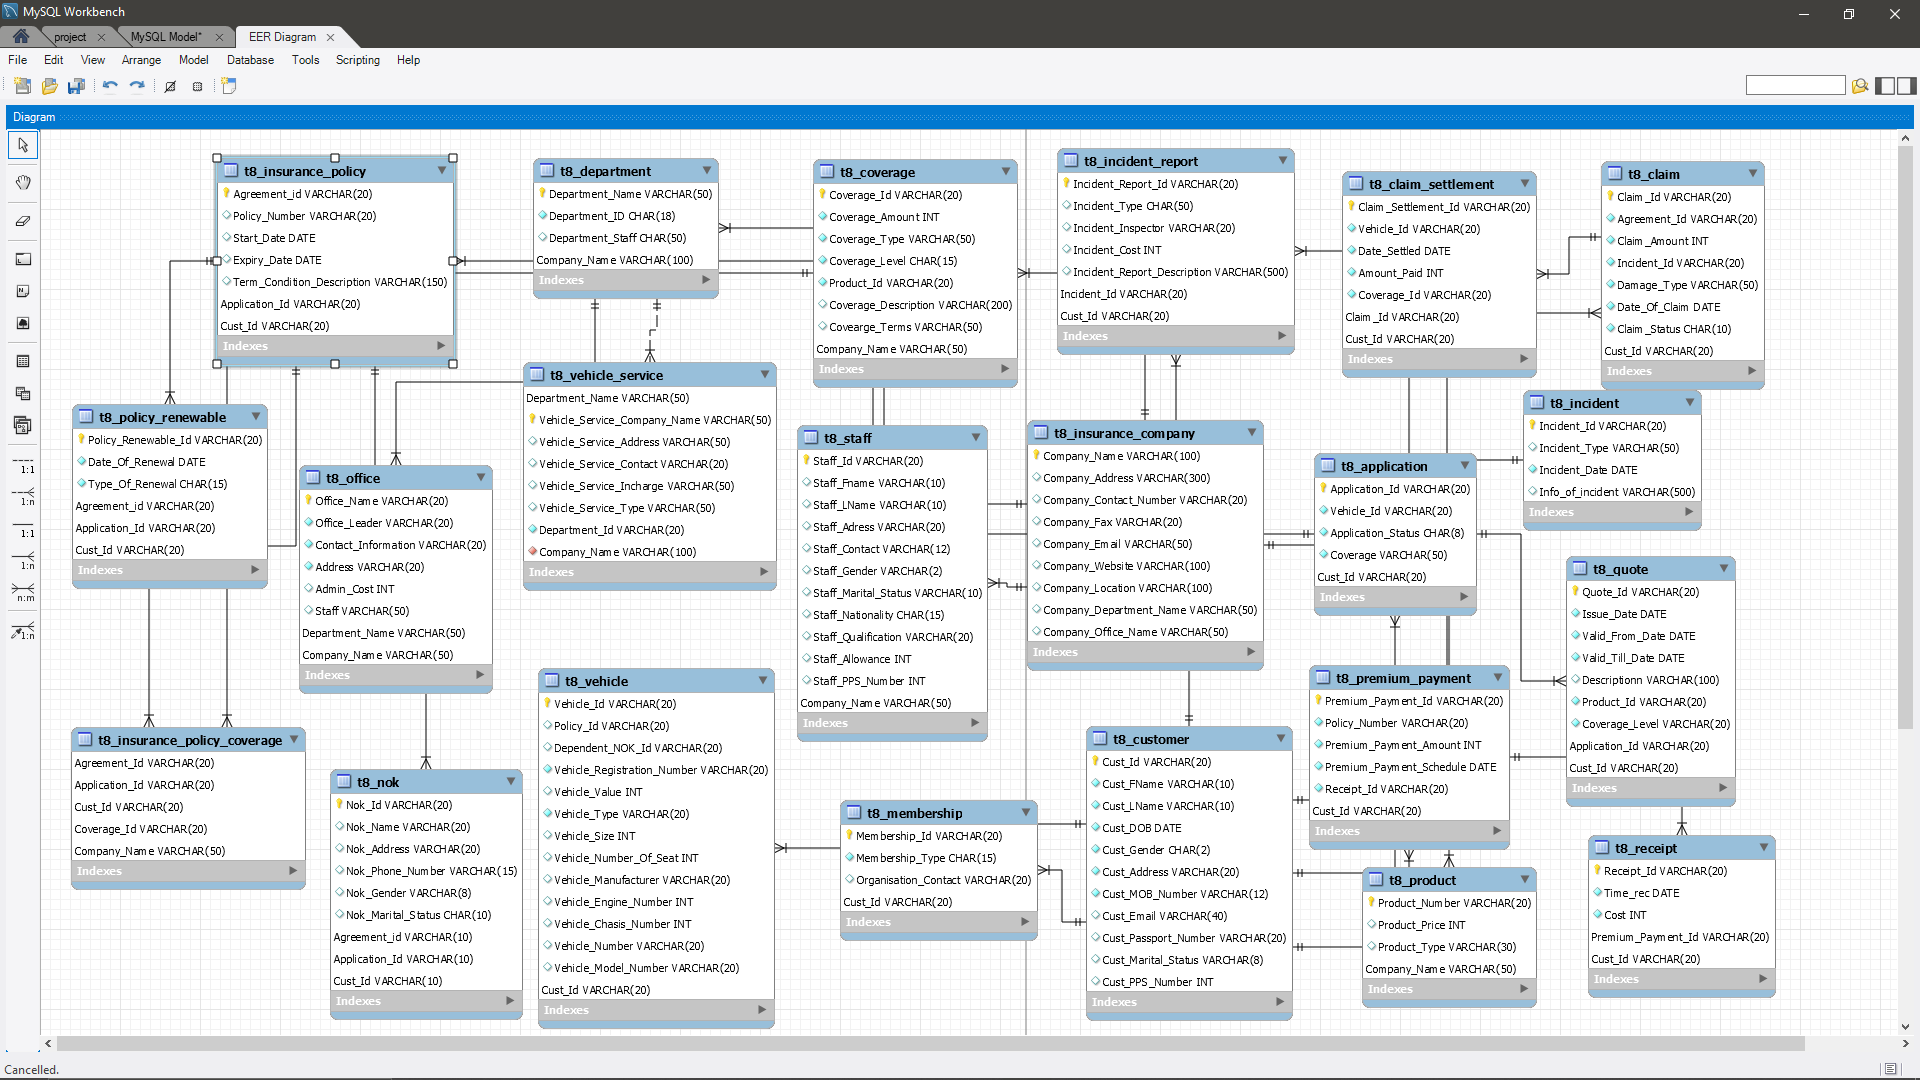 MySQL Workbench
project
MySQL Model*
EER Diagram
File Edit View Arrange Model Database Tools Scripting Help
Diagram
t8_insurance_policy
Agreement_id VARCHAR(20)
Policy_Number VARCHAR(20)
Start_Date DATE
Expiry_Date DATE
Term_Condition_Description VARCHAR(150)
Application_Id VARCHAR(20)
Cust_Id VARCHAR(20)
Indexes
t8_department
Department_Name VARCHAR(50)
Department_ID CHAR(18)
Department_Staff CHAR(50)
Company_Name VARCHAR(100)
Indexes
t8_coverage
Coverage_Id VARCHAR(20)
Coverage_Amount INT
Coverage_Type VARCHAR(50)
Coverage_Level CHAR(15)
Product_Id VARCHAR(20)
Coverage_Description VARCHAR(200)
Covearge_Terms VARCHAR(50)
Company_Name VARCHAR(50)
Indexes
t8_incident_report
Incident_Report_Id VARCHAR(20)
Incident_Type CHAR(50)
Incident_Inspector VARCHAR(20)
Incident_Cost INT
Incident_Report_Description VARCHAR(500)
Incident_Id VARCHAR(20)
Cust_Id VARCHAR(20)
Indexes
t8_claim_settlement
Claim_Settlement_Id VARCHAR(20)
Vehicle_Id VARCHAR(20)
Date_Settled DATE
Amount_Paid INT
Coverage_Id VARCHAR(20)
Claim_Id VARCHAR(20)
Cust_Id VARCHAR(20)
Indexes
t8_claim
Claim_Id VARCHAR(20)
Agreement_Id VARCHAR(20)
Claim_Amount INT
Incident_Id VARCHAR(20)
Damage_Type VARCHAR(50)
Date_Of_Claim DATE
Claim_Status CHAR(10)
Cust_Id VARCHAR(20)
Indexes
t8_policy_renewable
Policy_Renewable_Id VARCHAR(20)
Date_Of_Renewal DATE
Type_Of_Renewal CHAR(15)
Agreement_id VARCHAR(20)
Application_Id VARCHAR(20)
Cust_Id VARCHAR(20)
Indexes
t8_office
Office_Name VARCHAR(20)
Office_Leader VARCHAR(20)
Contact_Information VARCHAR(20)
Address VARCHAR(20)
Admin_Cost INT
Staff VARCHAR(50)
Department_Name VARCHAR(50)
Company_Name VARCHAR(50)
Indexes
t8_vehicle_service
Department_Name VARCHAR(50)
Vehicle_Service_Company_Name VARCHAR(50)
Vehicle_Service_Address VARCHAR(50)
Vehicle_Service_Contact VARCHAR(20)
Vehicle_Service_Incharge VARCHAR(50)
Vehicle_Service_Type VARCHAR(50)
Department_Id VARCHAR(20)
Company_Name VARCHAR(100)
Indexes
t8_staff
Staff_Id VARCHAR(20)
Staff_Fname VARCHAR(10)
Staff_LName VARCHAR(10)
Staff_Adress VARCHAR(20)
Staff_Contact VARCHAR(12)
Staff_Gender VARCHAR(2)
Staff_Marital_Status VARCHAR(10)
Staff_Nationality CHAR(15)
Staff_Qualification VARCHAR(20)
Staff_Allowance INT
Staff_PPS_Number INT
Company_Name VARCHAR(50)
Indexes
t8_insurance_company
Company_Name VARCHAR(100)
Company_Address VARCHAR(300)
Company_Contact_Number VARCHAR(20)
Company_Fax VARCHAR(20)
Company_Email VARCHAR(50)
Company_Website VARCHAR(100)
Company_Location VARCHAR(100)
Company_Department_Name VARCHAR(50)
Company_Office_Name VARCHAR(50)
Indexes
t8_application
Application_Id VARCHAR(20)
Vehicle_Id VARCHAR(20)
Application_Status CHAR(8)
Coverage VARCHAR(50)
Cust_Id VARCHAR(20)
Indexes
t8_incident
Incident_Id VARCHAR(20)
Incident_Type VARCHAR(50)
Incident_Date DATE
Info_of_incident VARCHAR(500)
Indexes
t8_quote
Quote_Id VARCHAR(20)
Issue_Date DATE
Valid_From_Date DATE
Valid_Till_Date DATE
Descriptionn VARCHAR(100)
Product_Id VARCHAR(20)
Coverage_Level VARCHAR(20)
Application_Id VARCHAR(20)
Cust_Id VARCHAR(20)
Indexes
t8_insurance_policy_coverage
Agreement_Id VARCHAR(20)
Application_Id VARCHAR(20)
Cust_Id VARCHAR(20)
Coverage_Id VARCHAR(20)
Company_Name VARCHAR(50)
Indexes
t8_nok
Nok_Id VARCHAR(20)
Nok_Name VARCHAR(20)
Nok_Address VARCHAR(20)
Nok_Phone_Number VARCHAR(15)
Nok_Gender VARCHAR(8)
Nok_Marital_Status CHAR(10)
Agreement_id VARCHAR(10)
Application_Id VARCHAR(10)
Cust_Id VARCHAR(10)
Indexes
t8_vehicle
Vehicle_Id VARCHAR(20)
Policy_Id VARCHAR(20)
Dependent_NOK_Id VARCHAR(20)
Vehicle_Registration_Number VARCHAR(20)
Vehicle_Value INT
Vehicle_Type VARCHAR(20)
Vehicle_Size INT
Vehicle_Number_Of_Seat INT
Vehicle_Manufacturer VARCHAR(20)
Vehicle_Engine_Number INT
Vehicle_Chasis_Number INT
Vehicle_Number VARCHAR(20)
Vehicle_Model_Number VARCHAR(20)
Cust_Id VARCHAR(20)
Indexes
t8_membership
Membership_Id VARCHAR(20)
Membership_Type CHAR(15)
Organisation_Contact VARCHAR(20)
Cust_Id VARCHAR(20)
Indexes
t8_customer
Cust_Id VARCHAR(20)
Cust_FName VARCHAR(10)
Cust_LName VARCHAR(10)
Cust_DOB DATE
Cust_Gender CHAR(2)
Cust_Address VARCHAR(20)
Cust_MOB_Number VARCHAR(12)
Cust_Email VARCHAR(40)
Cust_Passport_Number VARCHAR(20)
Cust_Marital_Status VARCHAR(8)
Cust_PPS_Number INT
Indexes
t8_premium_payment
Premium_Payment_Id VARCHAR(20)
Policy_Number VARCHAR(20)
Premium_Payment_Amount INT
Premium_Payment_Schedule DATE
Receipt_Id VARCHAR(20)
Cust_Id VARCHAR(20)
Indexes
t8_product
Product_Number VARCHAR(20)
Product_Price INT
Product_Type VARCHAR(30)
Company_Name VARCHAR(50)
Indexes
t8_receipt
Receipt_Id VARCHAR(20)
Time_rec DATE
Cost INT
Premium_Payment_Id VARCHAR(20)
Cust_Id VARCHAR(20)
Indexes
1:1
1:n
1:1
1:n
n:m
1:n
Cancelled.